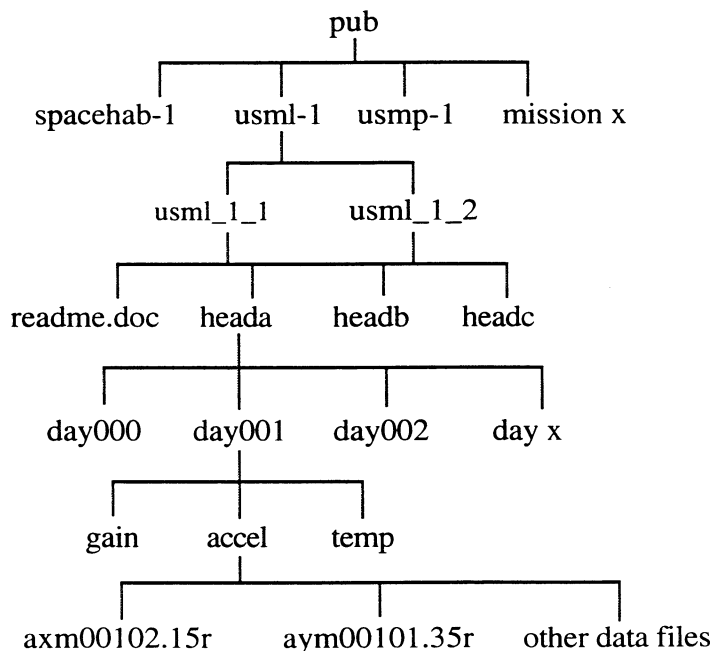 pub
spacehab-1 usml-1 usmp-1 mission x
usml_1_1 usml_1_2
readme.doc heada headb headc
day000 day001 day002 day x
gain accel temp
axm00102.15r aym00101.35r other data files